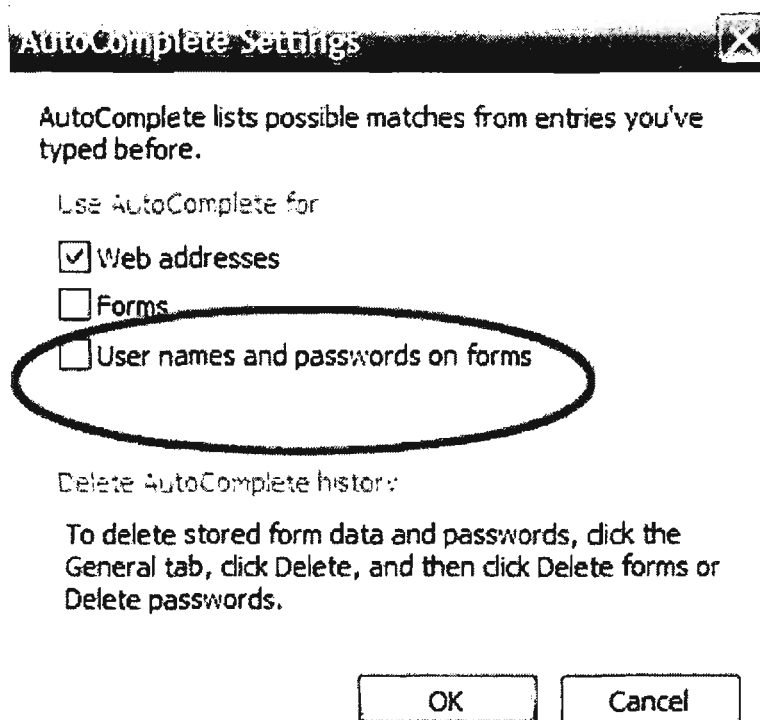 AutoComplete Settings
AutoComplete lists possible matches from entries you've
typed before.
Use AutoComplete for
Web addresses
Forms
User names and passwords on forms
Delete AutoComplete history
To delete stored form data and passwords, click the
General tab, click Delete, and then click Delete forms or
Delete passwords.
OK Cancel